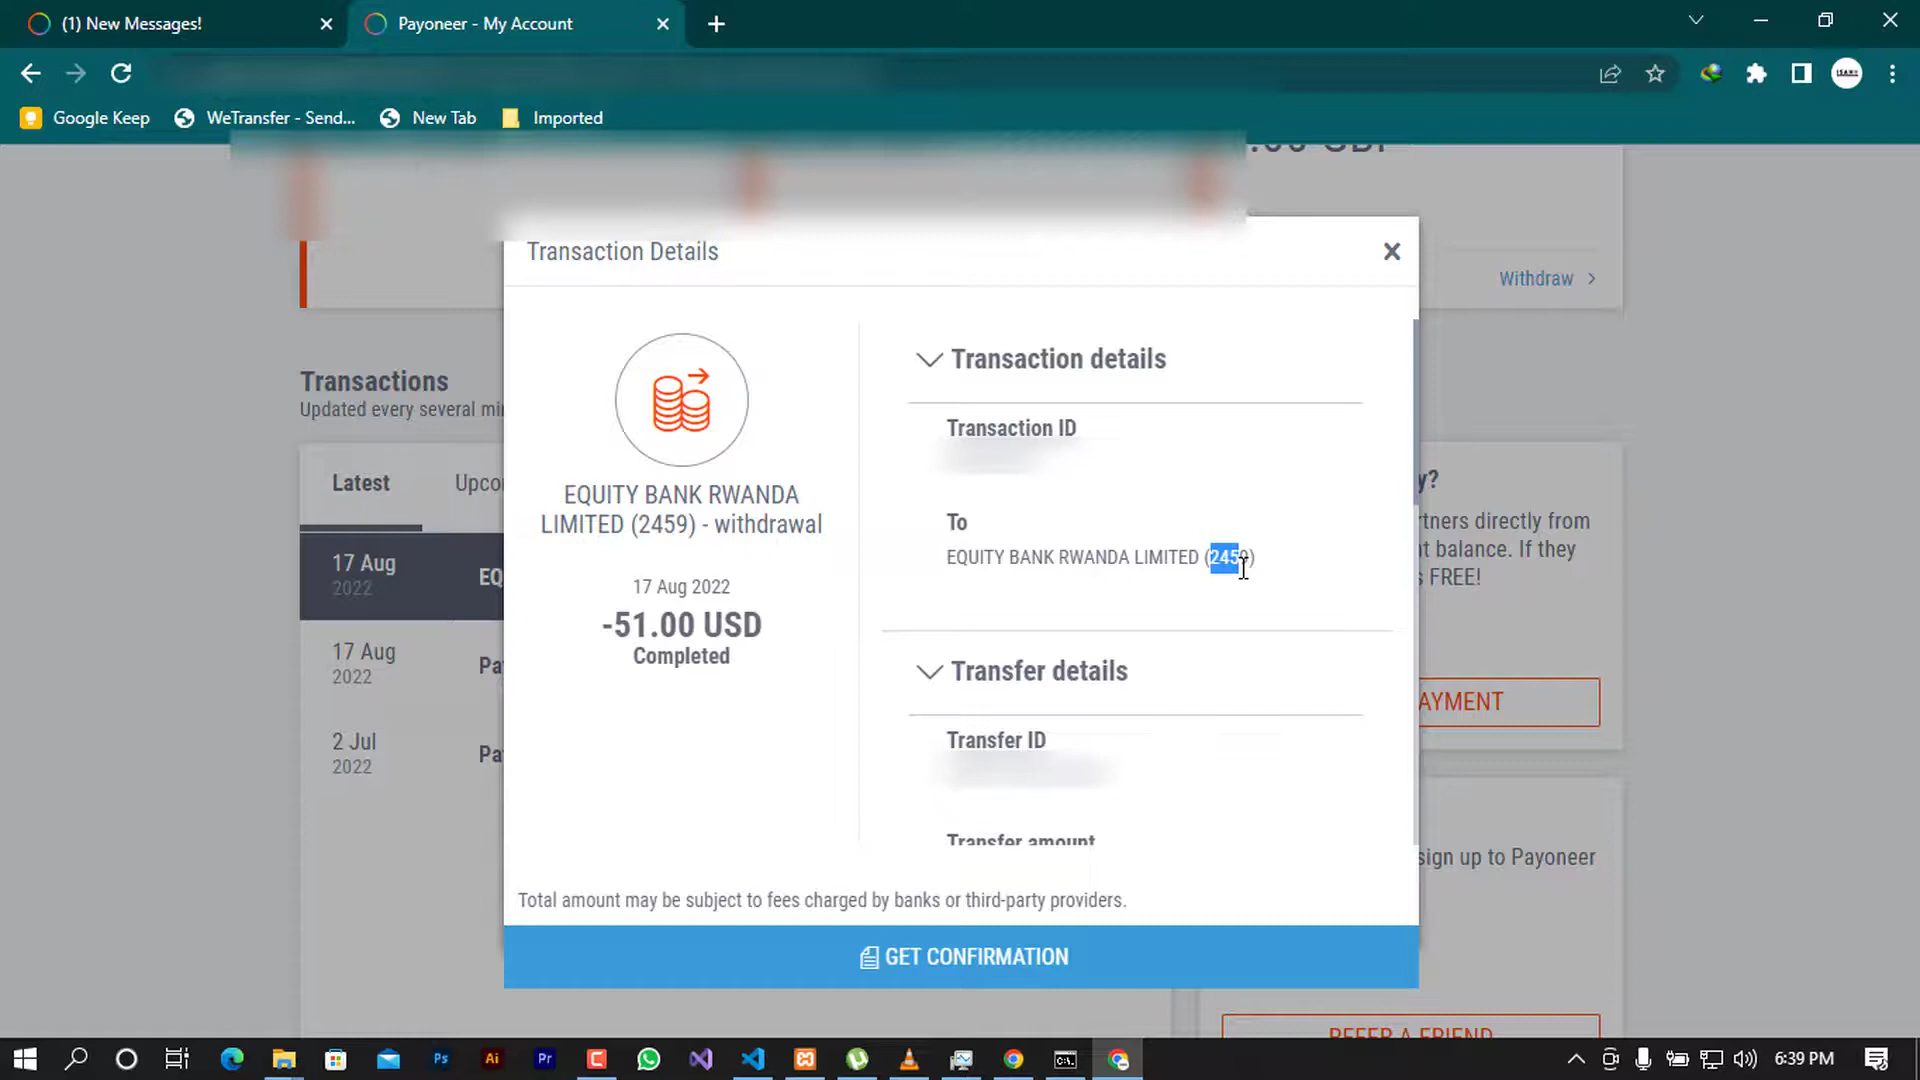 (1) New Messages!
Payoneer - My Account
Google Keep
WeTransfer - Send...
New Tab
Imported
Transaction Details
Withdraw
Transactions
Updated every several mi
Latest
Upco
17 Aug
2022
EQ
17 Aug
2022
Pa
2 Jul
2022
Pa
EQUITY BANK RWANDA
LIMITED (2459) - withdrawal
17 Aug 2022
-51.00 USD
Completed
Transaction details
Transaction ID
To
EQUITY BANK RWANDA LIMITED (2459)
Transfer details
Transfer ID
Transfer amount
Total amount may be subject to fees charged by banks or third-party providers.
GET CONFIRMATION
y?
rtners directly from
t balance. If they
s FREE!
AYMENT
sign up to Payoneer
REFER A FRIEND
Ps
Ai
Pr
6:39 PM